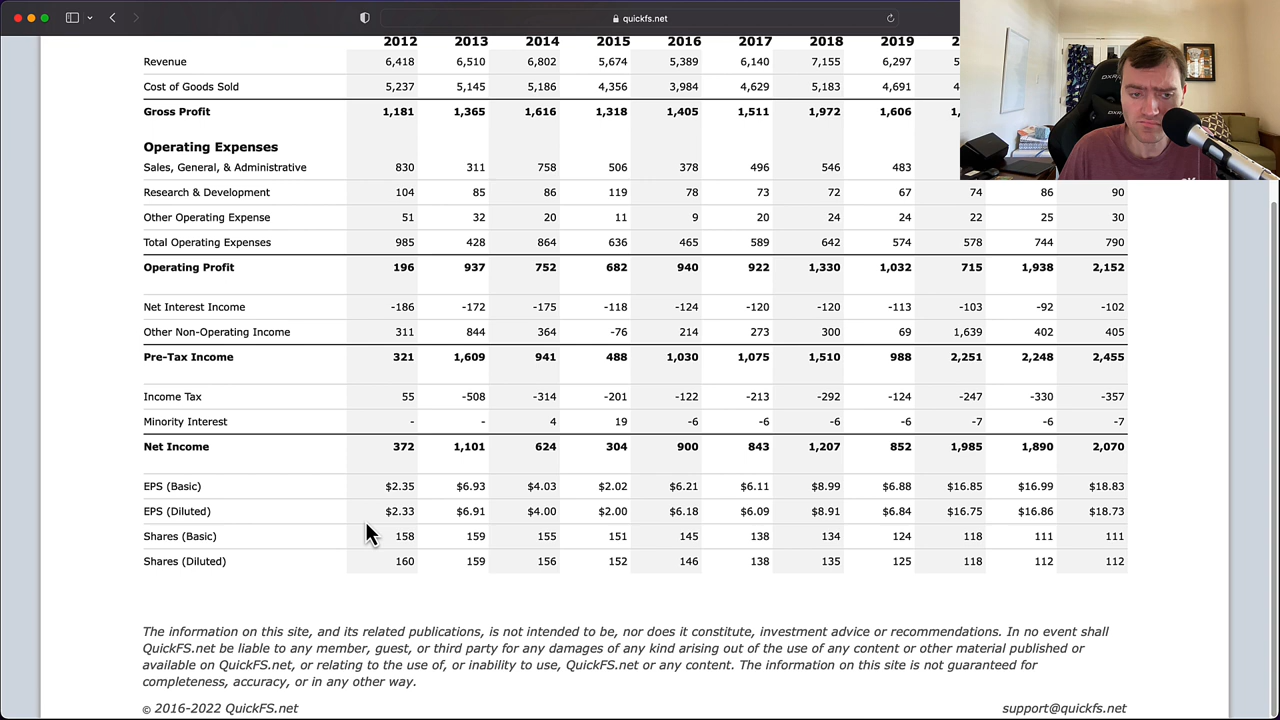 quickfs.net
2012 2013 2014 2015 2016 2017 2018 2019 2
Revenue 6,418 6,510 6,802 5,674 5,389 6,140 7,155 6,297 5
Cost of Goods Sold 5,237 5,145 5,186 4,356 3,984 4,629 5,183 4,691 4
Gross Profit 1,181 1,365 1,616 1,318 1,405 1,511 1,972 1,606 1,
Operating Expenses
Sales, General, & Administrative 830 311 758 506 378 496 546 483
Research & Development 104 85 86 119 78 73 72 67 74 86 90
Other Operating Expense 51 32 20 11 9 20 24 24 22 25 30
Total Operating Expenses 985 428 864 636 465 589 642 574 578 744 790
Operating Profit 196 937 752 682 940 922 1,330 1,032 715 1,938 2,152
Net Interest Income -186 -172 -175 -118 -124 -120 -120 -113 -103 -92 -102
Other Non-Operating Income 311 844 364 -76 214 273 300 69 1,639 402 405
Pre-Tax Income 321 1,609 941 488 1,030 1,075 1,510 988 2,251 2,248 2,455
Income Tax 55 -508 -314 -201 -122 -213 -292 -124 -247 -330 -357
Minority Interest - - 4 19 -6 -6 -6 -6 -7 -6 -7
Net Income 372 1,101 624 304 900 843 1,207 852 1,985 1,890 2,070
EPS (Basic) $2.35 $6.93 $4.03 $2.02 $6.21 $6.11 $8.99 $6.88 $16.85 $16.99 $18.83
EPS (Diluted) $2.33 $6.91 $4.00 $2.00 $6.18 $6.09 $8.91 $6.84 $16.75 $16.86 $18.73
Shares (Basic) 158 159 155 151 145 138 134 124 118 111 111
Shares (Diluted) 160 159 156 152 146 138 135 125 118 112 112
The information on this site, and its related publications, is not intended to be, nor does it constitute, investment advice or recommendations. In no event shall
QuickFS.net be liable to any member, guest, or third party for any damages of any kind arising out of the use of any content or other material published or
available on QuickFS.net, or relating to the use of, or inability to use, QuickFS.net or any content. The information on this site is not guaranteed for
completeness, accuracy, or in any other way.
© 2016-2022 QuickFS.net support@quickfs.net